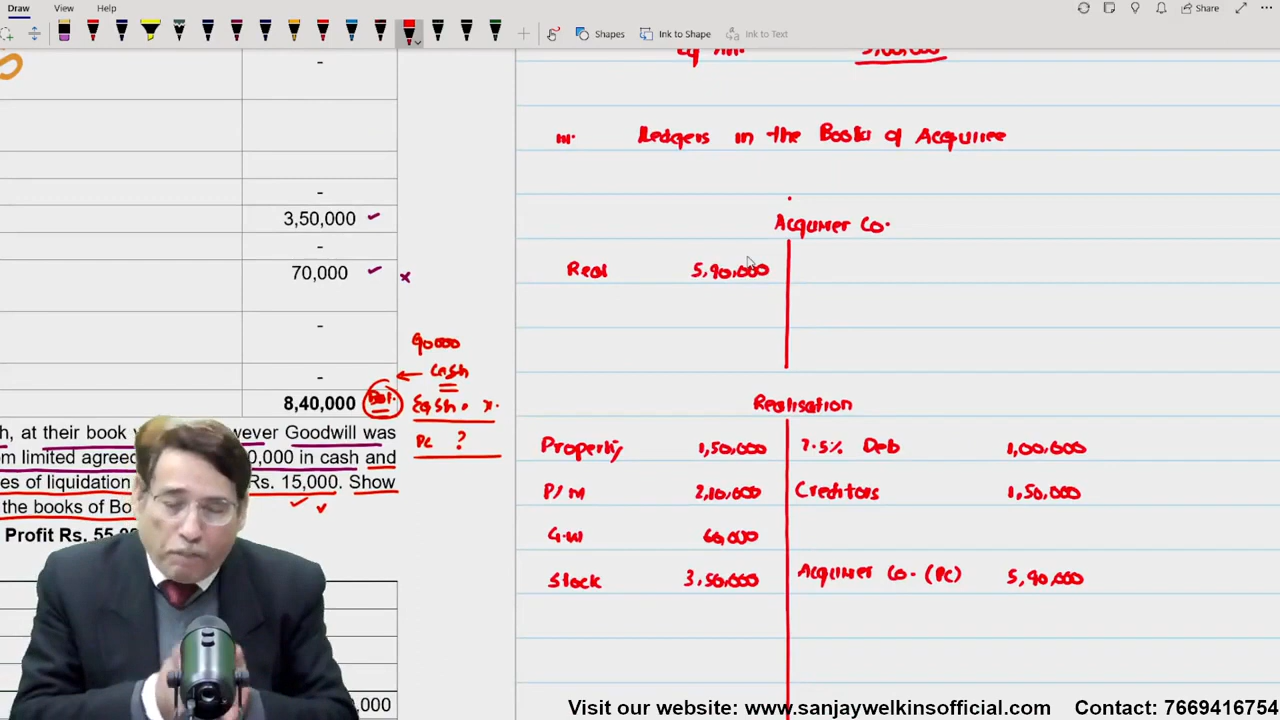 Draw View Help
Share
Shapes Ink to Shape Ink to Text
-
-
3,50,000
-
70,000
-
-
8,40,000
h, at their book
wever Goodwill was
m limited agreed
0,000 in cash and
es of liquidation
Rs. 15,000. Show
the books of Bo
Profit Rs. 55,
,000
90000
Cash
Eq Sh. x.
PC ?
Bal.
5,00,000
III. Ledgers in the Books of Acquiree
Acquirer Co.
Real 5,90,000
Realisation
Property 1,50,000 7.5% Deb 1,00,000
P/M 2,10,000 Creditors 1,50,000
G.W 60,000
Stock 3,50,000 Acquirer Co. (PC) 5,90,000
Visit our website: www.sanjaywelkinsofficial.com Contact: 7669416754